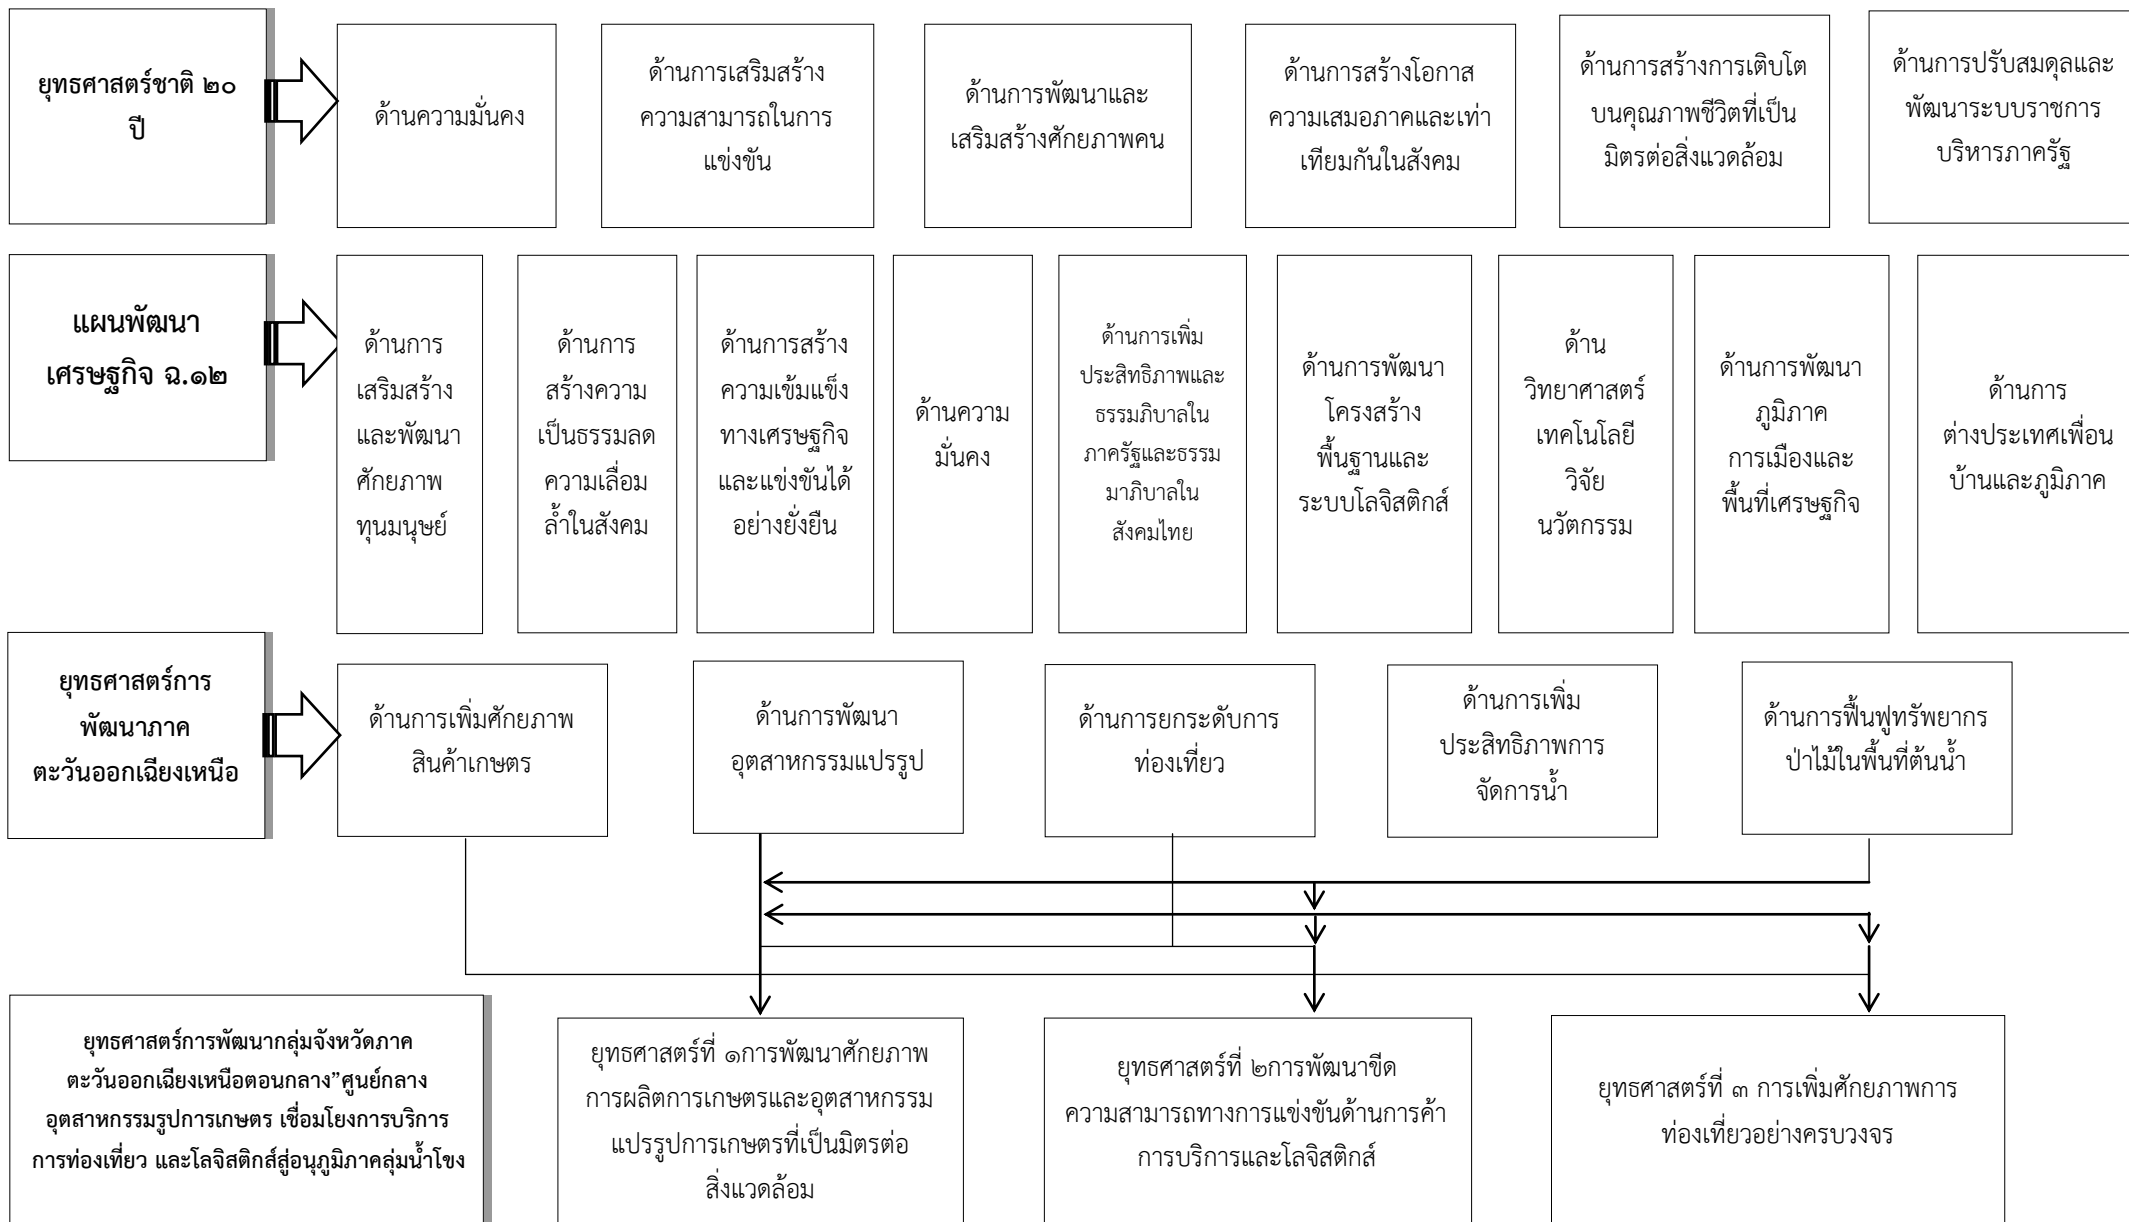 ยุทธศาสตร์ชาติ ๒๐
ปี
ด้านความมั่นคง
ด้านการเสริมสร้าง
ความสามารถในการ
แข่งขัน
ด้านการพัฒนาและ
เสริมสร้างศักยภาพคน
ด้านการสร้างโอกาส
ความเสมอภาคและเท่า
เทียมกันในสังคม
ด้านการสร้างการเติบโต
บนคุณภาพชีวิตที่เป็น
มิตรต่อสิ่งแวดล้อม
ด้านการปรับสมดุลและ
พัฒนาระบบราชการ
บริหารภาครัฐ
แผนพัฒนา
เศรษฐกิจ ฉ.๑๒
ด้านการ
เสริมสร้าง
และพัฒนา
ศักยภาพ
ทุนมนุษย์
ด้านการ
สร้างความ
เป็นธรรมลด
ความเลื่อม
ล้ำในสังคม
ด้านการสร้าง
ความเข้มแข็ง
ทางเศรษฐกิจ
และแข่งขันได้
อย่างยั่งยืน
ด้านความ
มั่นคง
ด้านการเพิ่ม
ประสิทธิภาพและ
ธรรมภิบาลใน
ภาครัฐและธรรม
มาภิบาลใน
สังคมไทย
ด้านการพัฒนา
โครงสร้าง
พื้นฐานและ
ระบบโลจิสติกส์
ด้าน
วิทยาศาสตร์
เทคโนโลยี
วิจัย
นวัตกรรม
ด้านการพัฒนา
ภูมิภาค
การเมืองและ
พื้นที่เศรษฐกิจ
ด้านการ
ต่างประเทศเพื่อน
บ้านและภูมิภาค
ยุทธศาสตร์การ
พัฒนาภาค
ตะวันออกเฉียงเหนือ
ด้านการเพิ่มศักยภาพ
สินค้าเกษตร
ด้านการพัฒนา
อุตสาหกรรมแปรรูป
ด้านการยกระดับการ
ท่องเที่ยว
ด้านการเพิ่ม
ประสิทธิภาพการ
จัดการน้ำ
ด้านการฟื้นฟูทรัพยากร
ป่าไม้ในพื้นที่ต้นน้ำ
ยุทธศาสตร์การพัฒนากลุ่มจังหวัดภาค
ตะวันออกเฉียงเหนือตอนกลาง”ศูนย์กลาง
อุตสาหกรรมรูปการเกษตร เชื่อมโยงการบริการ
การท่องเที่ยว และโลจิสติกส์สู่อนุภูมิภาคลุ่มน้ำโขง
ยุทธศาสตร์ที่ ๑การพัฒนาศักยภาพ
การผลิตการเกษตรและอุตสาหกรรม
แปรรูปการเกษตรที่เป็นมิตรต่อ
สิ่งแวดล้อม
ยุทธศาสตร์ที่ ๒การพัฒนาขีด
ความสามารถทางการแข่งขันด้านการค้า
การบริการและโลจิสติกส์
ยุทธศาสตร์ที่ ๓ การเพิ่มศักยภาพการ
ท่องเที่ยวอย่างครบวงจร